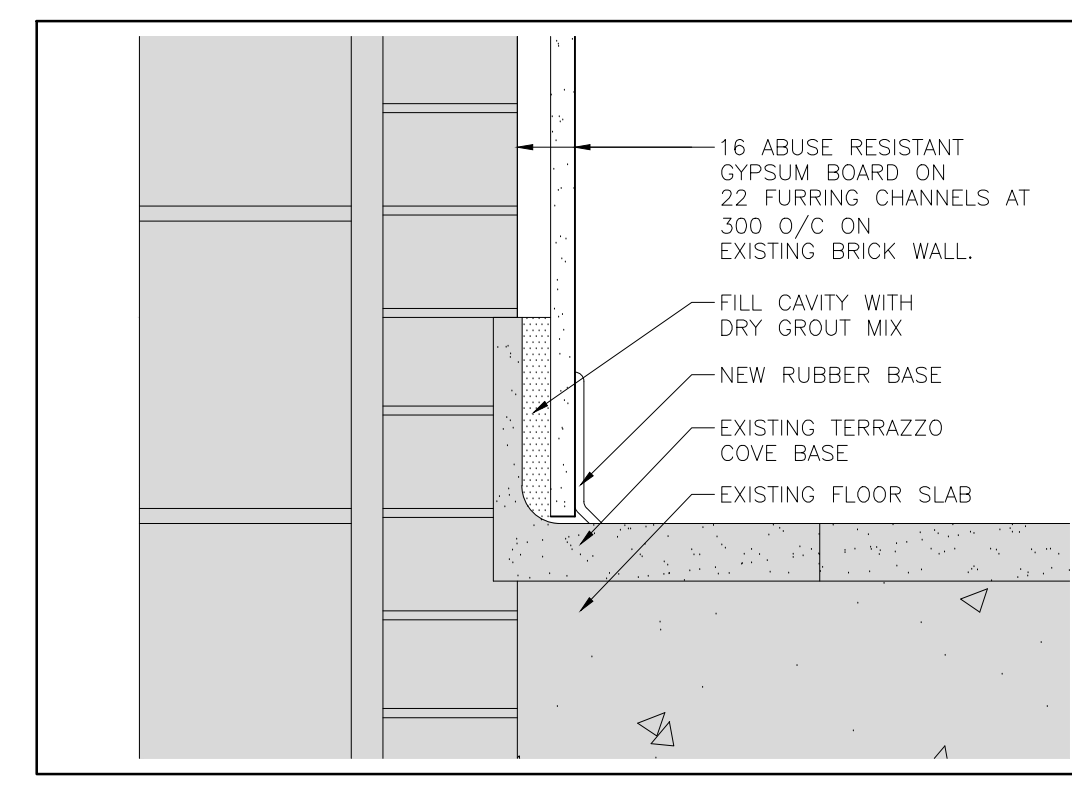 16 ABUSE RESISTANT
GYPSUM BOARD ON
22 FURRING CHANNELS AT
300 O/C ON
EXISTING BRICK WALL.
FILL CAVITY WITH
DRY GROUT MIX
NEW RUBBER BASE
EXISTING TERRAZZO
COVE BASE
EXISTING FLOOR SLAB